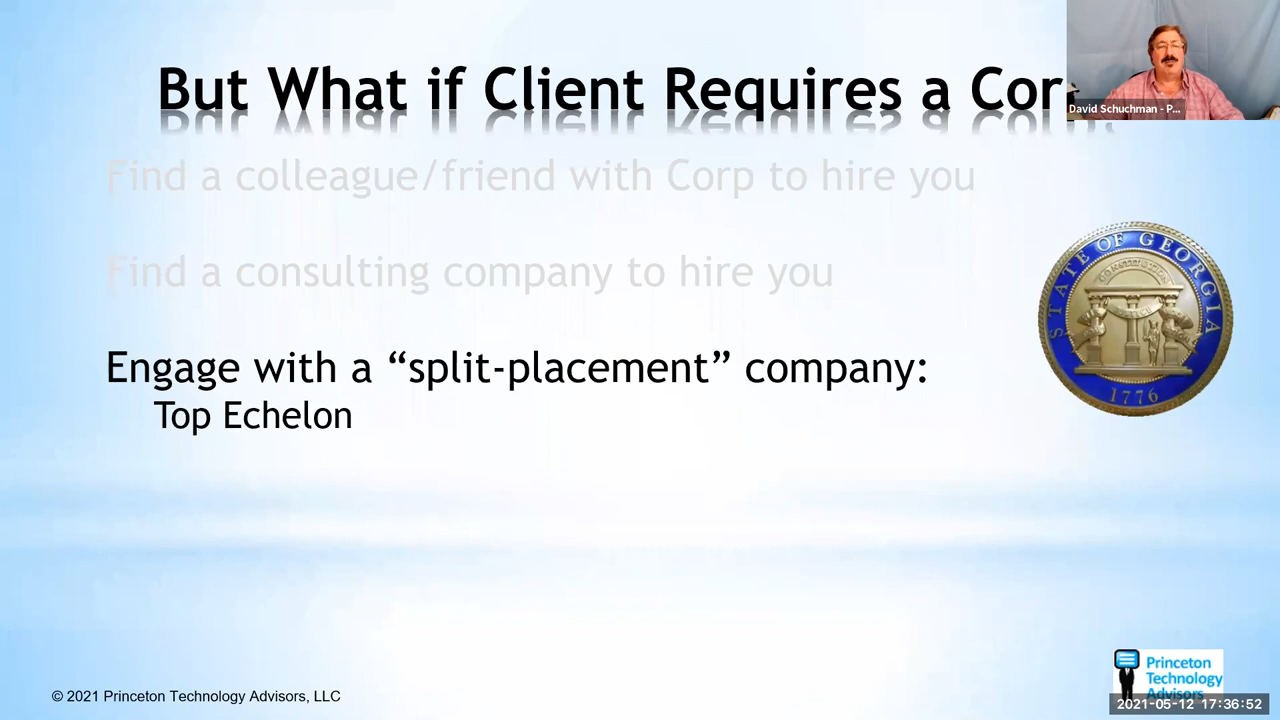 But What if Client Requires a Cor
David Schuchman - P...
Find a colleague/friend with Corp to hire you
Find a consulting company to hire you
STATE OF GEORGIA
CONSTITUTION
1776
Engage with a “split-placement” company:
Top Echelon
Princeton
Technology
Advisors
© 2021 Princeton Technology Advisors, LLC
2021-05-12 17:36:52